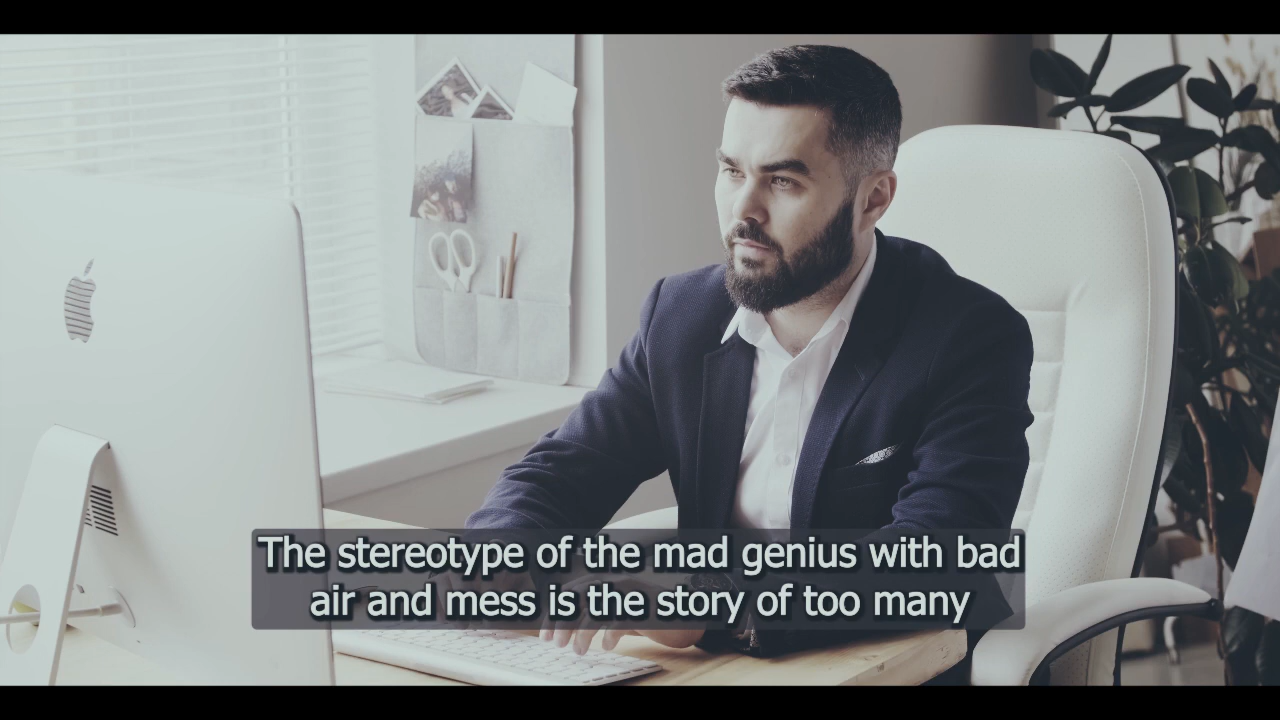 The stereotype of the mad genius with bad
air and mess is the story of too many